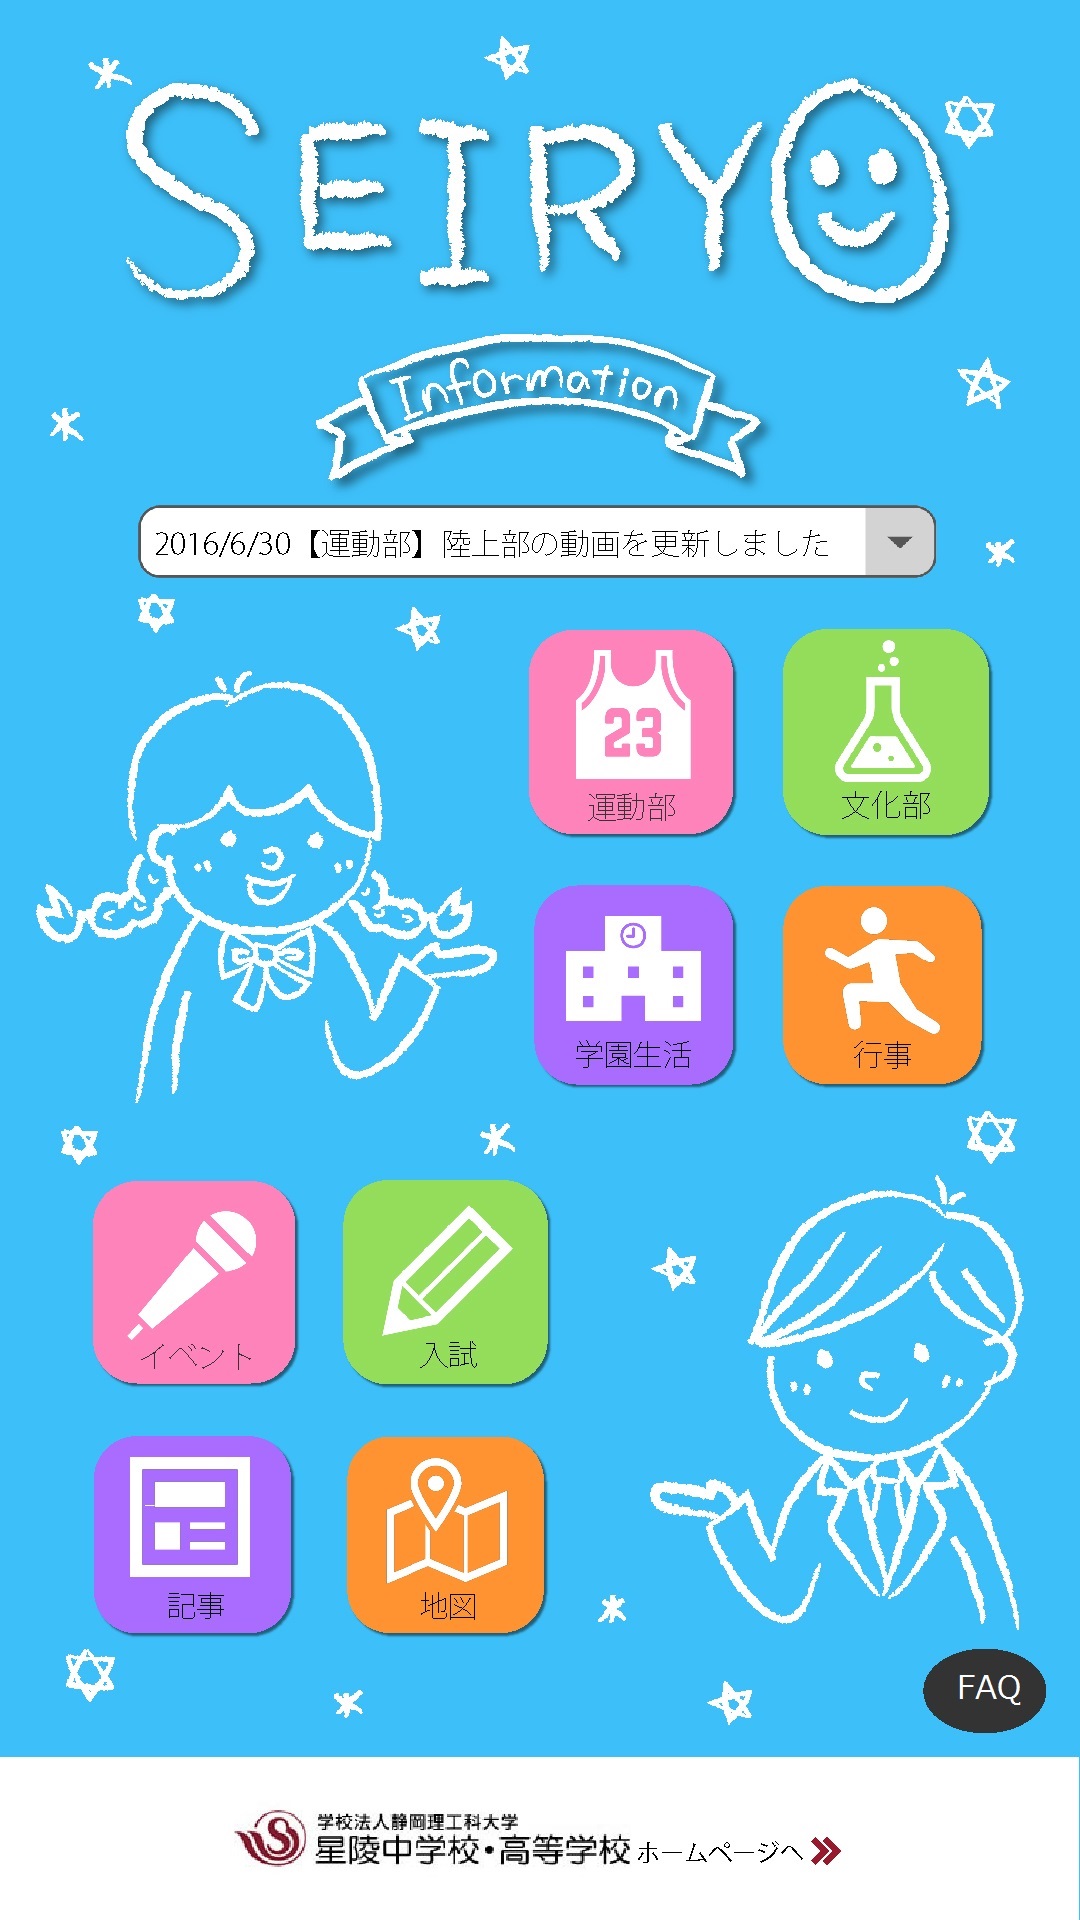 SEIRYO
Information
2016/6/30【運動部】陸上部の動画を更新しました
23
運動部
文化部
学園生活
行事
イベント
入試
記事
地図
FAQ
学校法人静岡理工科大学
星陵中学校・高等学校 ホームページへ